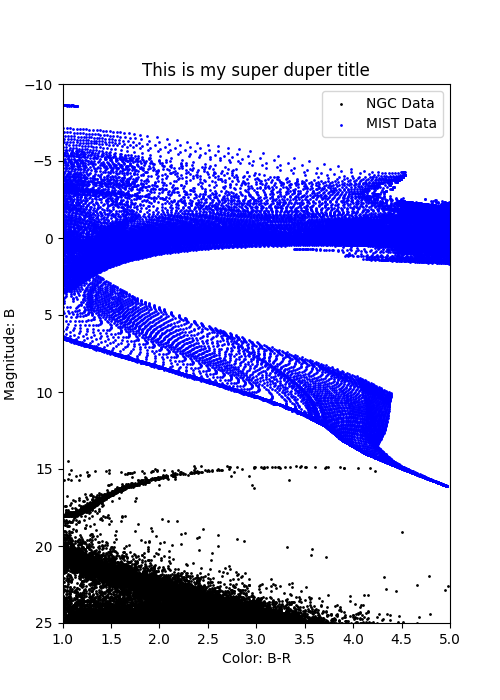 This is my super duper title
NGC Data
MIST Data
−10
−5
0
5
10
15
20
25
Magnitude: B
1.0 1.5 2.0 2.5 3.0 3.5 4.0 4.5 5.0
Color: B-R